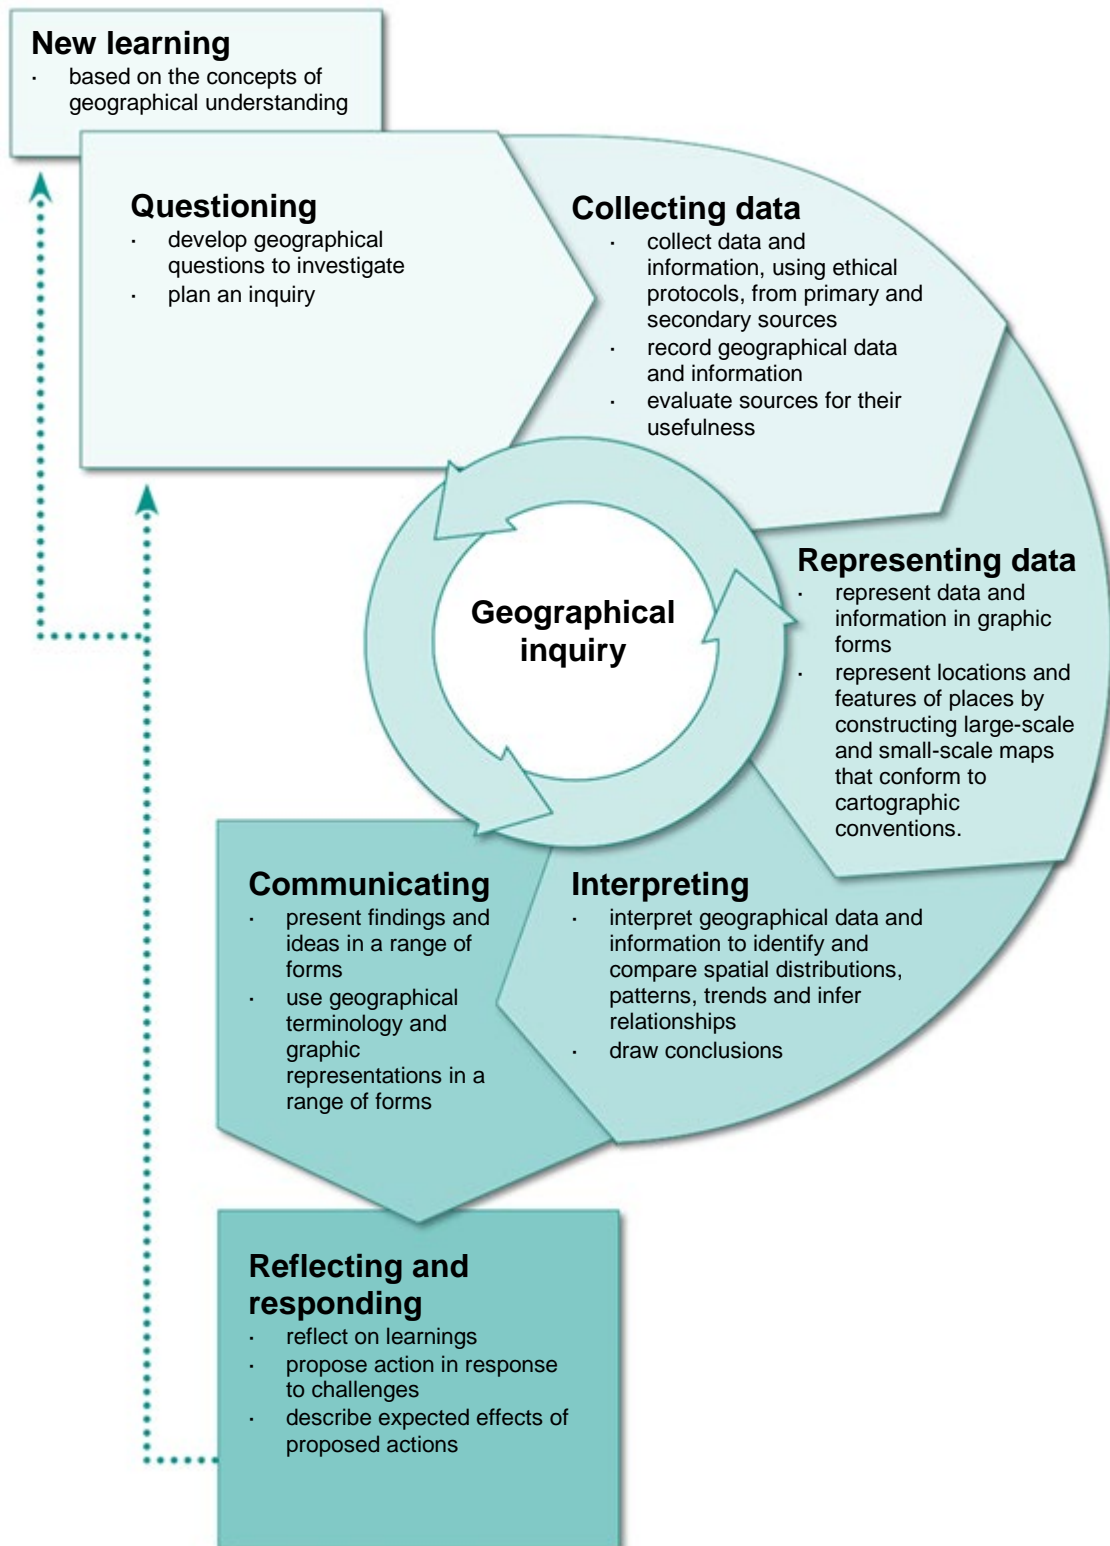 New learning
· based on the concepts of
geographical understanding
Questioning
· develop geographical
questions to investigate
· plan an inquiry
Collecting data
· collect data and
information, using ethical
protocols, from primary and
secondary sources
· record geographical data
and information
· evaluate sources for their
usefulness
Geographical
inquiry
Representing data
· represent data and
information in graphic
forms
· represent locations and
features of places by
constructing large-scale
and small-scale maps
that conform to
cartographic
conventions.
Interpreting
· interpret geographical data and
information to identify and
compare spatial distributions,
patterns, trends and infer
relationships
· draw conclusions
Communicating
· present findings and
ideas in a range of
forms
· use geographical
terminology and
graphic
representations in a
range of forms
Reflecting and
responding
· reflect on learnings
· propose action in response
to challenges
· describe expected effects of
proposed actions